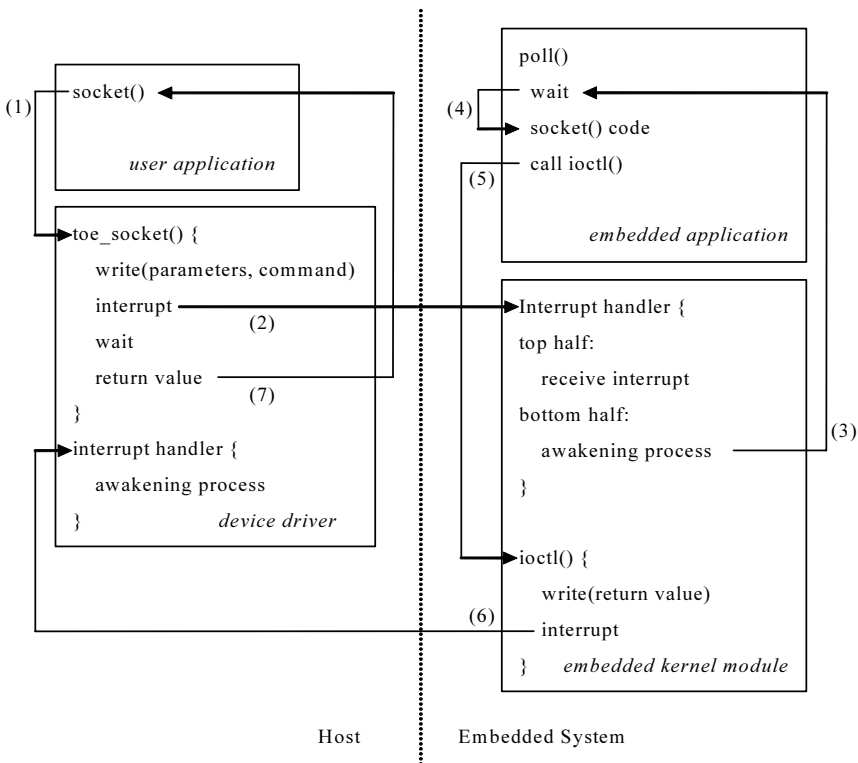 socket()
(1)
user application
toe_socket() {
write(parameters, command)
interrupt
(2)
wait
return value
(7)
}
interrupt handler {
awakening process
} device driver
poll()
wait
(4)
socket() code
call ioctl()
(5)
embedded application
Interrupt handler {
top half:
receive interrupt
bottom half:
(3)
awakening process
}
ioctl() {
write(return value)
(6)
interrupt
} embedded kernel module
Host
Embedded System